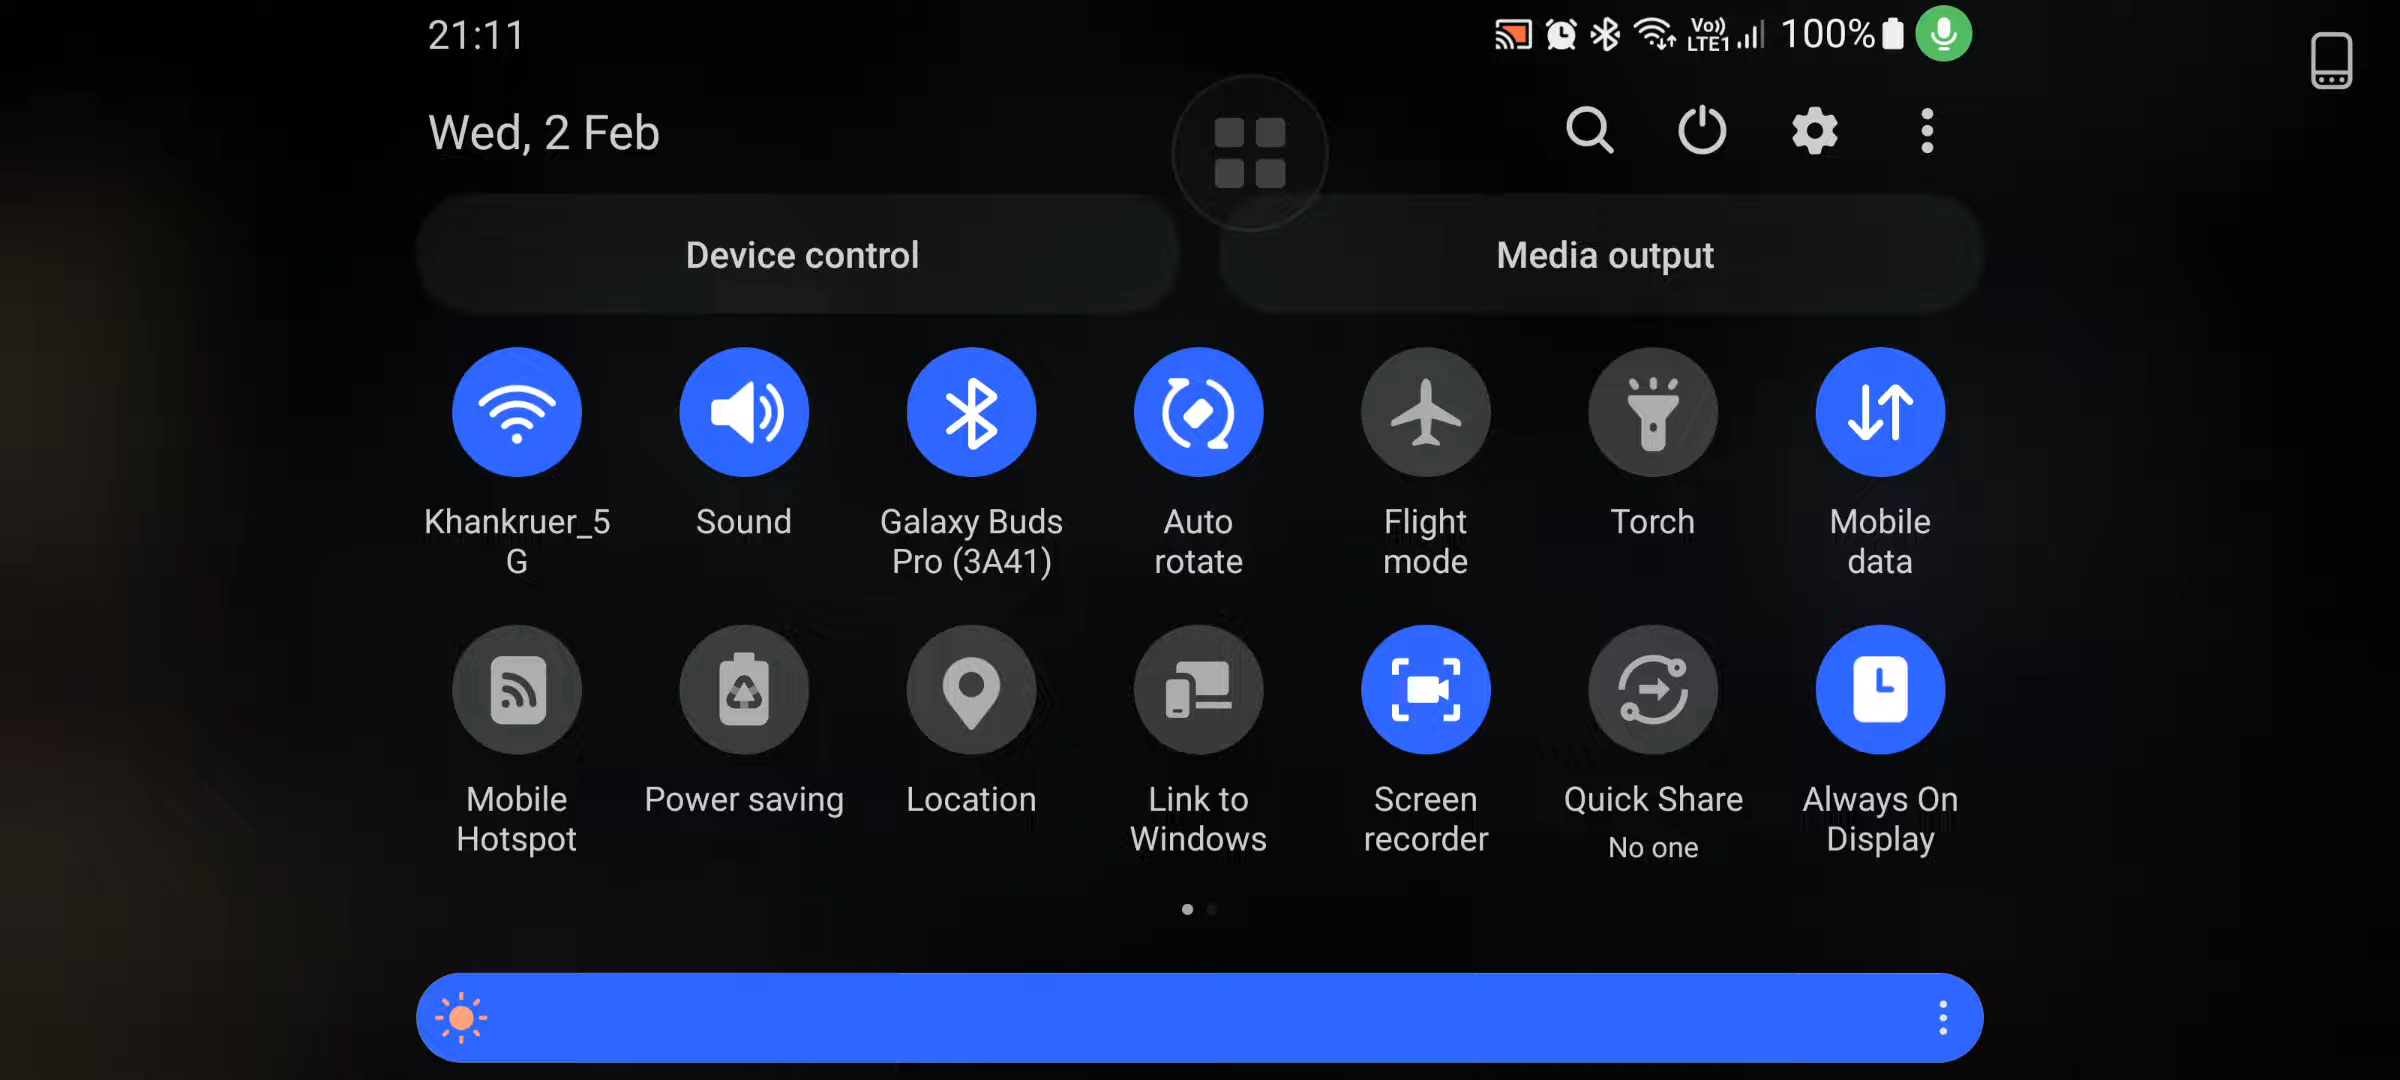 21:11
Vo)) LTE1 100%
Wed, 2 Feb
Device control
Media output
Khankruer_5
G
Sound
Galaxy Buds
Pro (3A41)
Auto
rotate
Flight
mode
Torch
Mobile
data
Mobile
Hotspot
Power saving
Location
Link to
Windows
Screen
recorder
Quick Share
No one
Always On
Display